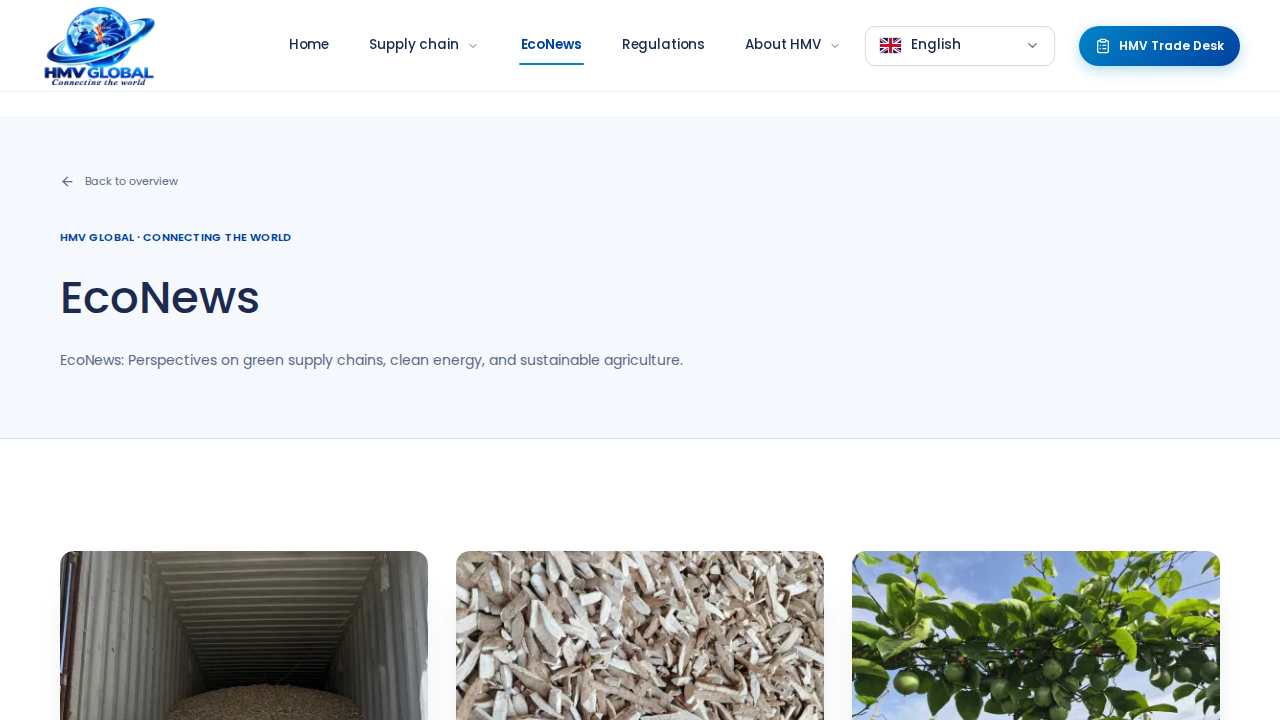 HMV GLOBAL
Connecting the world
Home
Supply chain
EcoNews
Regulations
About HMV
English
HMV Trade Desk
Back to overview
HMV GLOBAL · CONNECTING THE WORLD
EcoNews
EcoNews: Perspectives on green supply chains, clean energy, and sustainable agriculture.